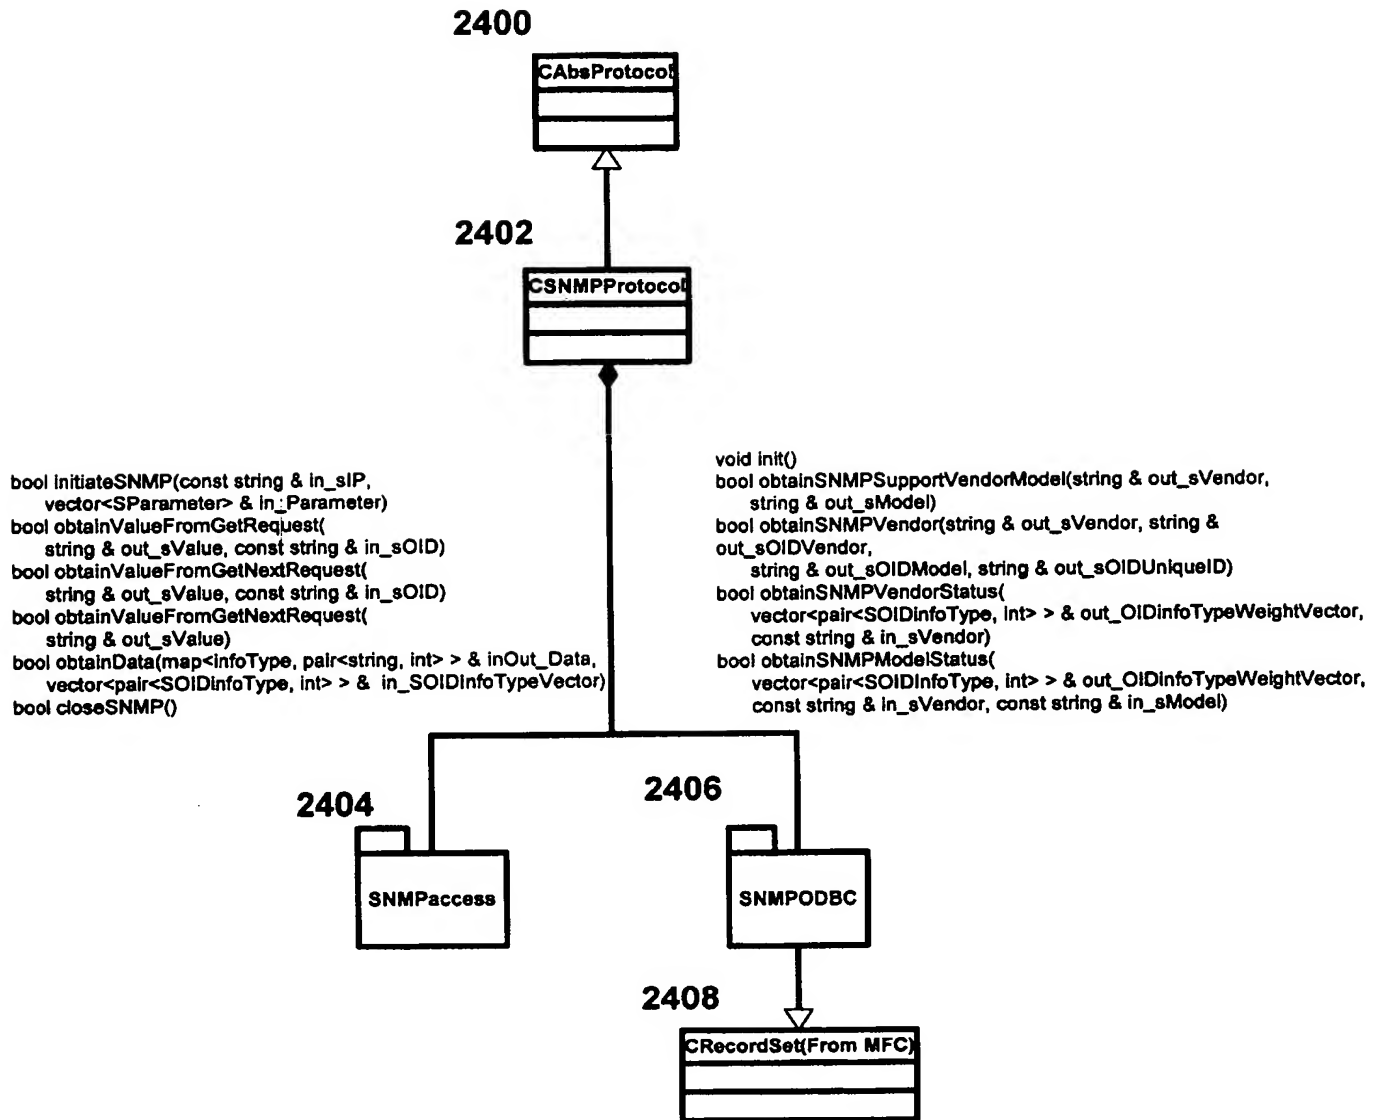 2400
CAbsProtocol
2402
CSNMPProtocol
bool initiateSNMP(const string & in_sIP,
vector<SParameter> & in_Parameter)
bool obtainValueFromGetRequest(
string & out_sValue, const string & in_sOID)
bool obtainValueFromGetNextRequest(
string & out_sValue, const string & in_sOID)
bool obtainValueFromGetNextRequest(
string & out_sValue)
bool obtainData(map<infoType, pair<string, int> > & inOut_Data,
vector<pair<SOIDinfoType, int> > & in_SOIDInfoTypeVector)
bool closeSNMP()
void init()
bool obtainSNMPSupportVendorModel(string & out_sVendor,
string & out_sModel)
bool obtainSNMPVendor(string & out_sVendor, string &
out_sOIDVendor,
string & out_sOIDModel, string & out_sOIDUniqueID)
bool obtainSNMPVendorStatus(
vector<pair<SOIDinfoType, int> > & out_OIDinfoTypeWeightVector,
const string & in_sVendor)
bool obtainSNMPModelStatus(
vector<pair<SOIDinfoType, int> > & out_OIDinfoTypeWeightVector,
const string & in_sVendor, const string & in_sModel)
2404
SNMPaccess
2406
SNMPODBC
2408
CRecordSet(From MFC)